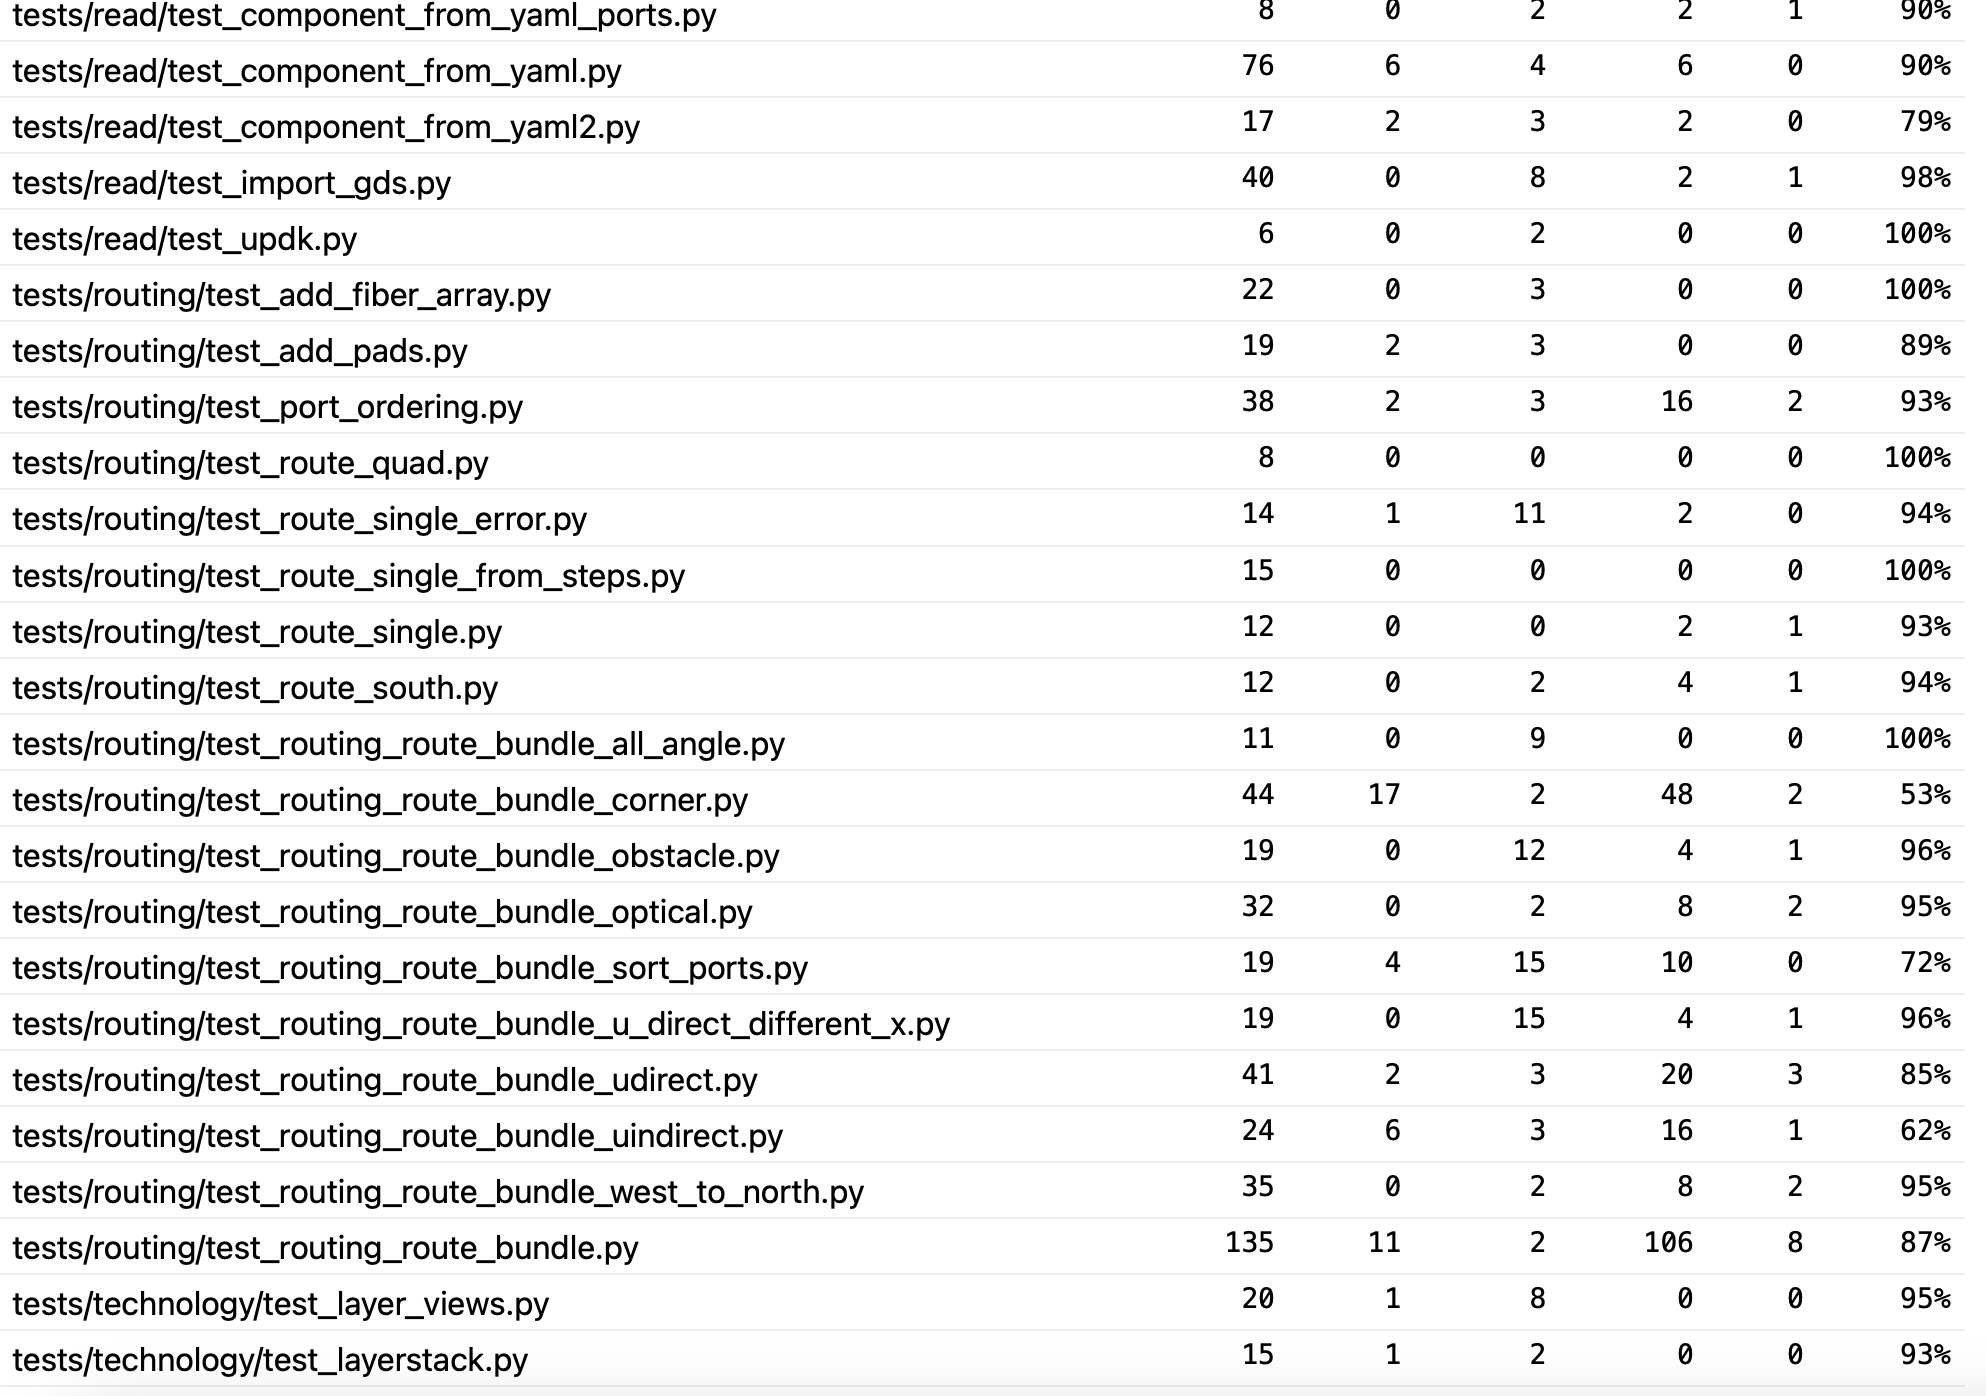 tests/read/test_component_from_yaml_ports.py 8 0 2 2 1 90%
tests/read/test_component_from_yaml.py 76 6 4 6 0 90%
tests/read/test_component_from_yaml2.py 17 2 3 2 0 79%
tests/read/test_import_gds.py 40 0 8 2 1 98%
tests/read/test_updk.py 6 0 2 0 0 100%
tests/routing/test_add_fiber_array.py 22 0 3 0 0 100%
tests/routing/test_add_pads.py 19 2 3 0 0 89%
tests/routing/test_port_ordering.py 38 2 3 16 2 93%
tests/routing/test_route_quad.py 8 0 0 0 0 100%
tests/routing/test_route_single_error.py 14 1 11 2 0 94%
tests/routing/test_route_single_from_steps.py 15 0 0 0 0 100%
tests/routing/test_route_single.py 12 0 0 2 1 93%
tests/routing/test_route_south.py 12 0 2 4 1 94%
tests/routing/test_routing_route_bundle_all_angle.py 11 0 9 0 0 100%
tests/routing/test_routing_route_bundle_corner.py 44 17 2 48 2 53%
tests/routing/test_routing_route_bundle_obstacle.py 19 0 12 4 1 96%
tests/routing/test_routing_route_bundle_optical.py 32 0 2 8 2 95%
tests/routing/test_routing_route_bundle_sort_ports.py 19 4 15 10 0 72%
tests/routing/test_routing_route_bundle_u_direct_different_x.py 19 0 15 4 1 96%
tests/routing/test_routing_route_bundle_udirect.py 41 2 3 20 3 85%
tests/routing/test_routing_route_bundle_uindirect.py 24 6 3 16 1 62%
tests/routing/test_routing_route_bundle_west_to_north.py 35 0 2 8 2 95%
tests/routing/test_routing_route_bundle.py 135 11 2 106 8 87%
tests/technology/test_layer_views.py 20 1 8 0 0 95%
tests/technology/test_layerstack.py 15 1 2 0 0 93%